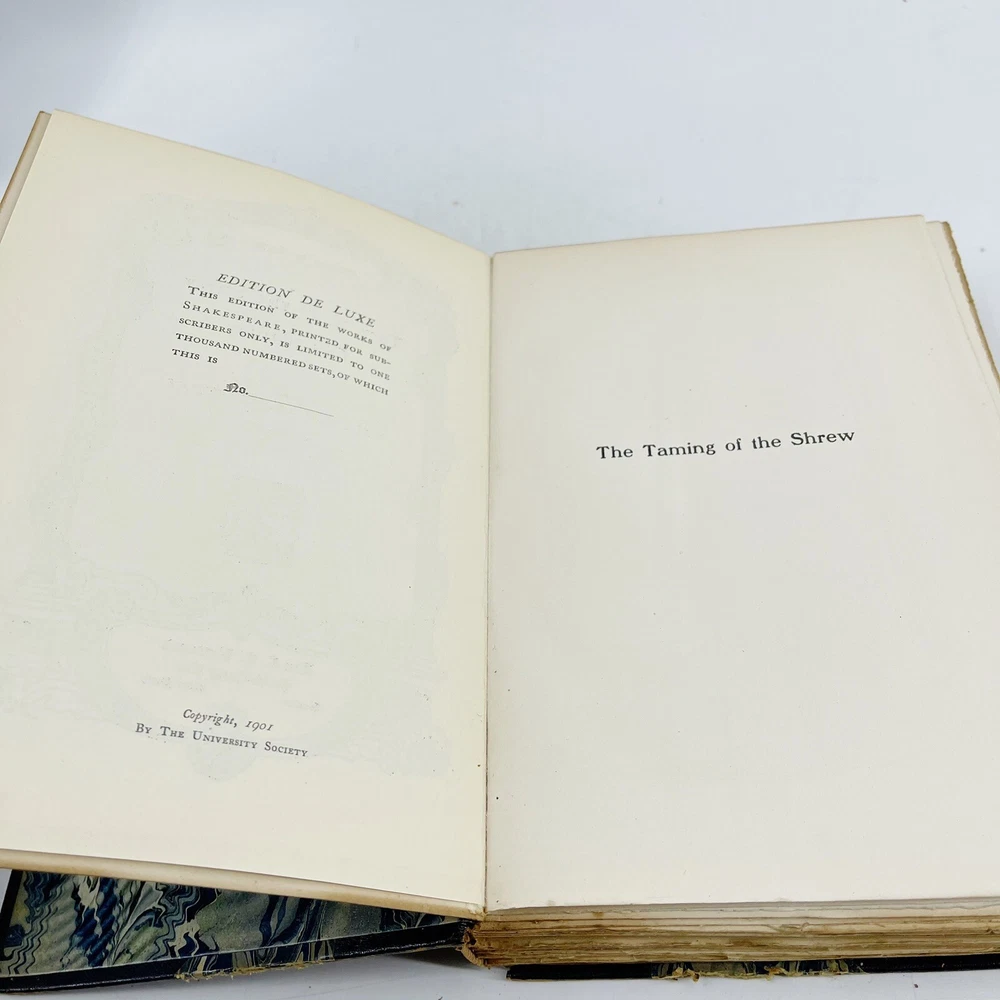 EDITION DE LUXE
THIS EDITION OF THE WORKS OF
SHAKESPEARE, PRINTED FOR SUB-
SCRIBERS ONLY, IS LIMITED TO ONE
THOUSAND NUMBERED SETS, OF WHICH
THIS IS
No.
Copyright, 1901
BY THE UNIVERSITY SOCIETY
The Taming of the Shrew